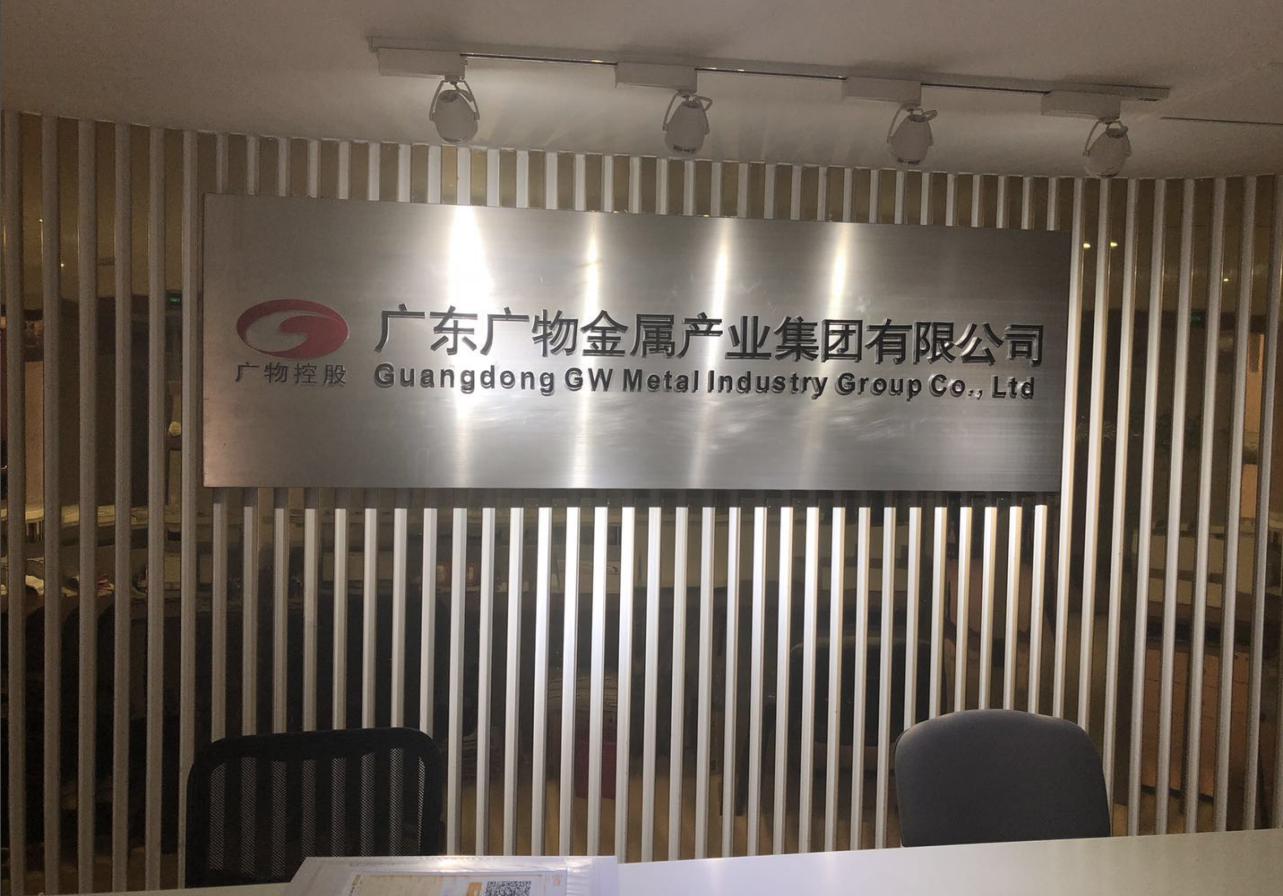 广东广物金属产业集团有限公司
广物控股
Guangdong GW Metal Industry Group Co., Ltd